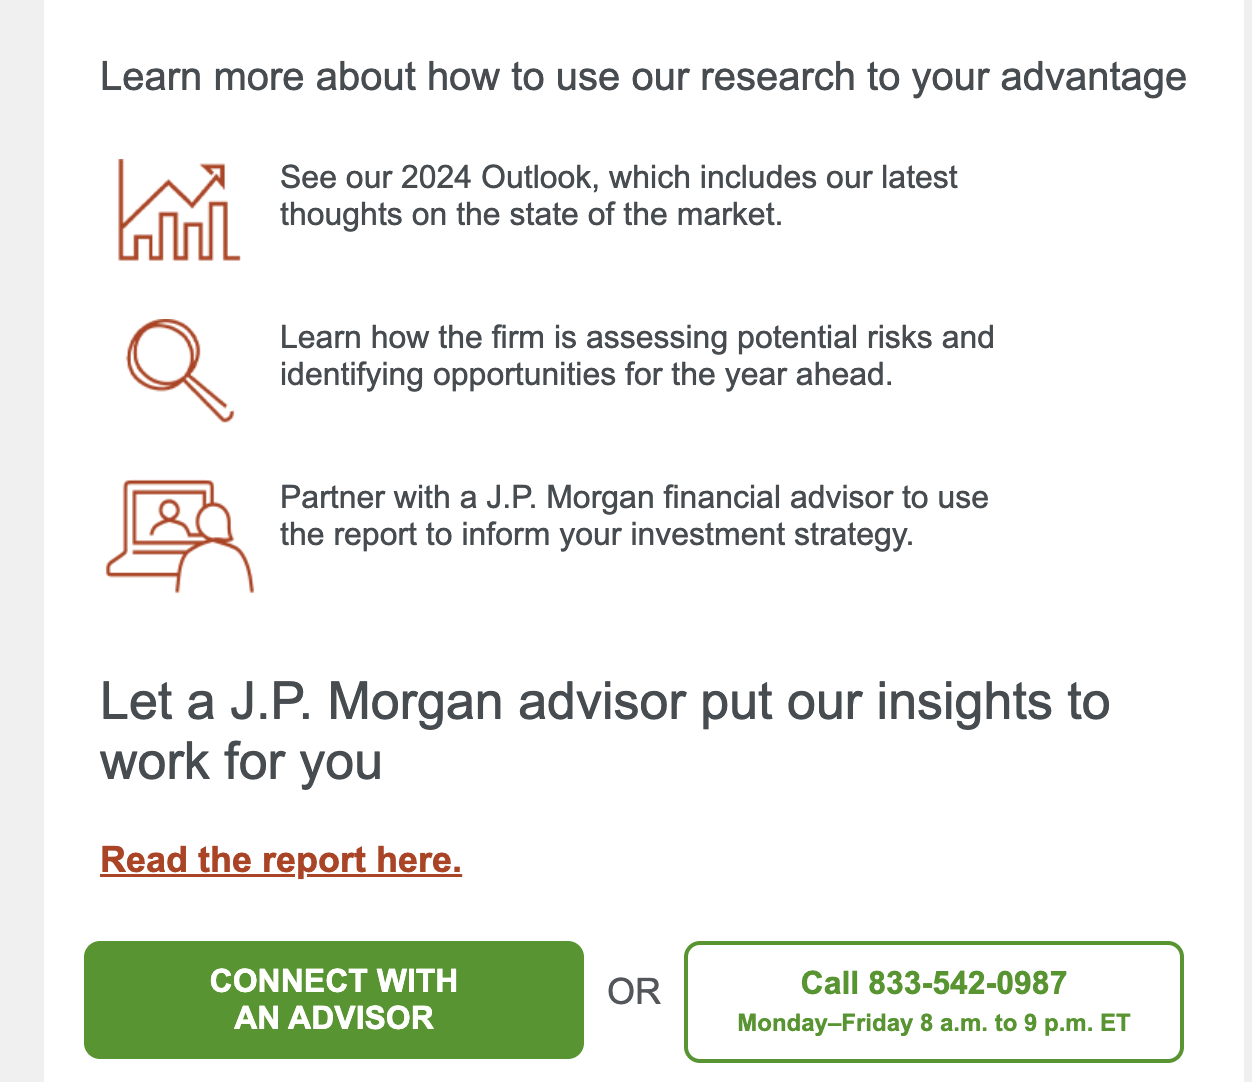 Learn more about how to use our research to your advantage
See our 2024 Outlook, which includes our latest
thoughts on the state of the market.
Learn how the firm is assessing potential risks and
identifying opportunities for the year ahead.
Partner with a J.P. Morgan financial advisor to use
the report to inform your investment strategy.
Let a J.P. Morgan advisor put our insights to
work for you
Read the report here.
CONNECT WITH
AN ADVISOR
OR
Call 833-542-0987
Monday–Friday 8 a.m. to 9 p.m. ET